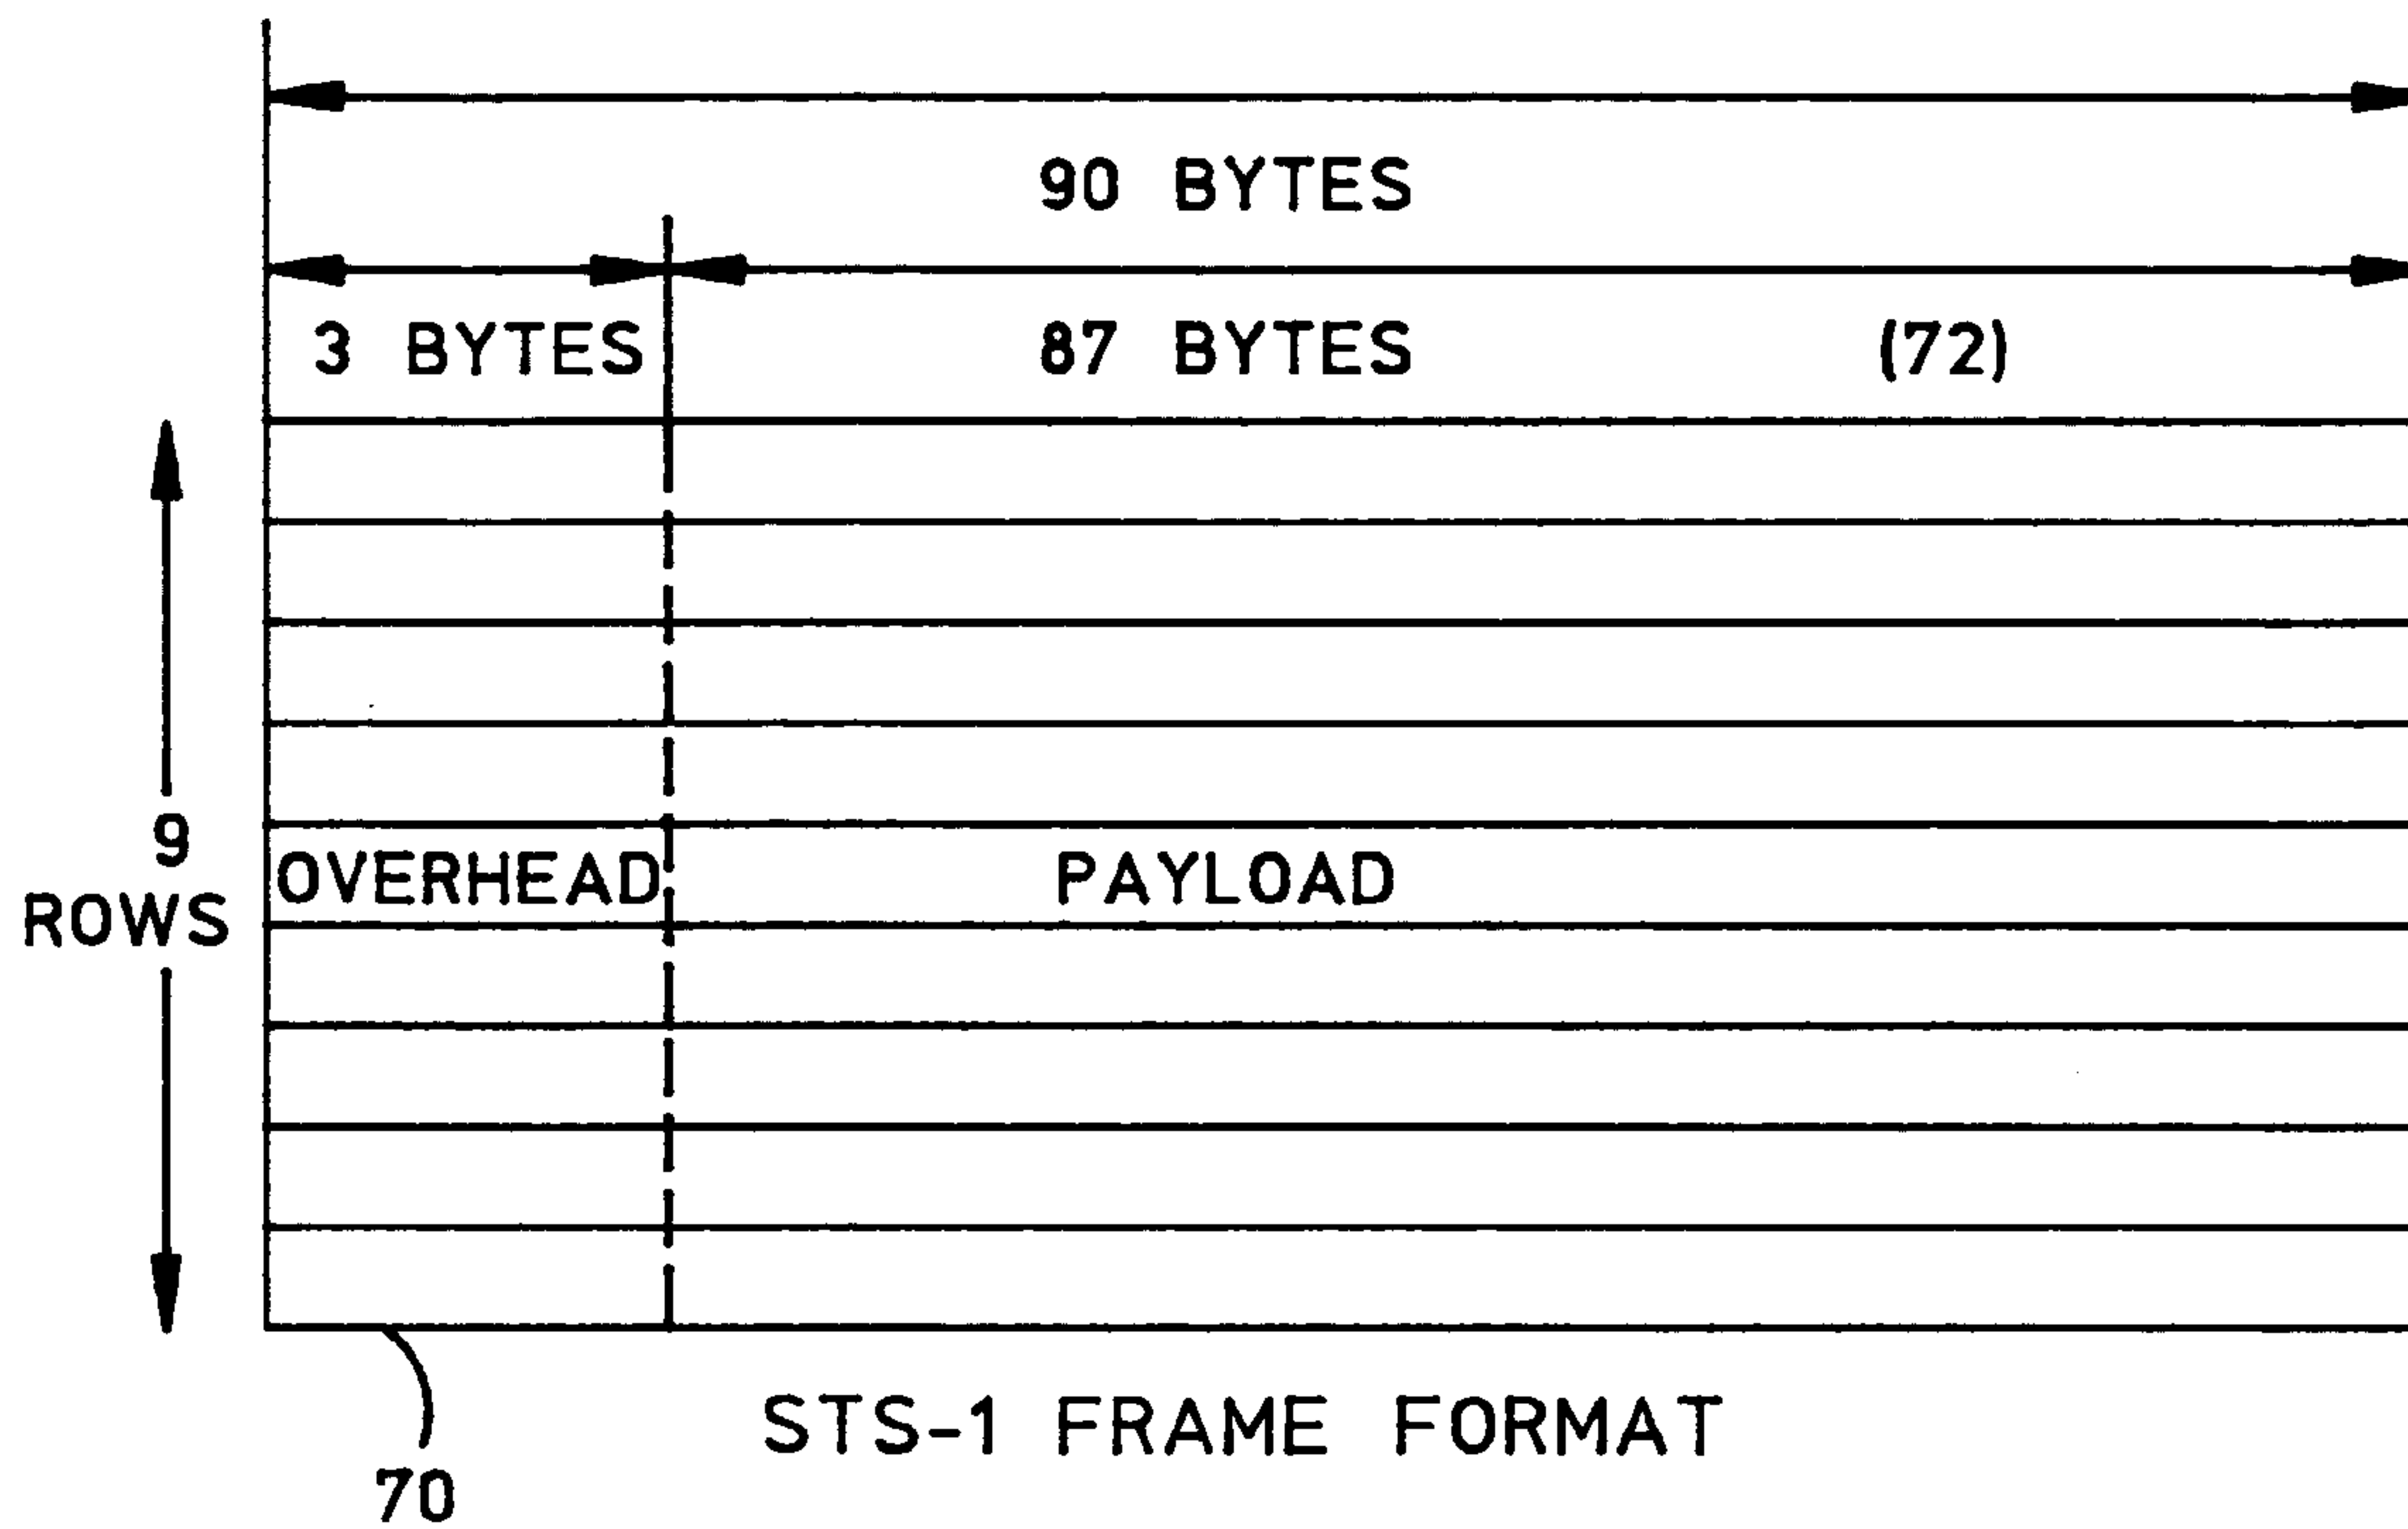 90 BYTES
3 BYTES 87 BYTES (72)
9
ROWS
OVERHEAD PAYLOAD
STS-1 FRAME FORMAT
70